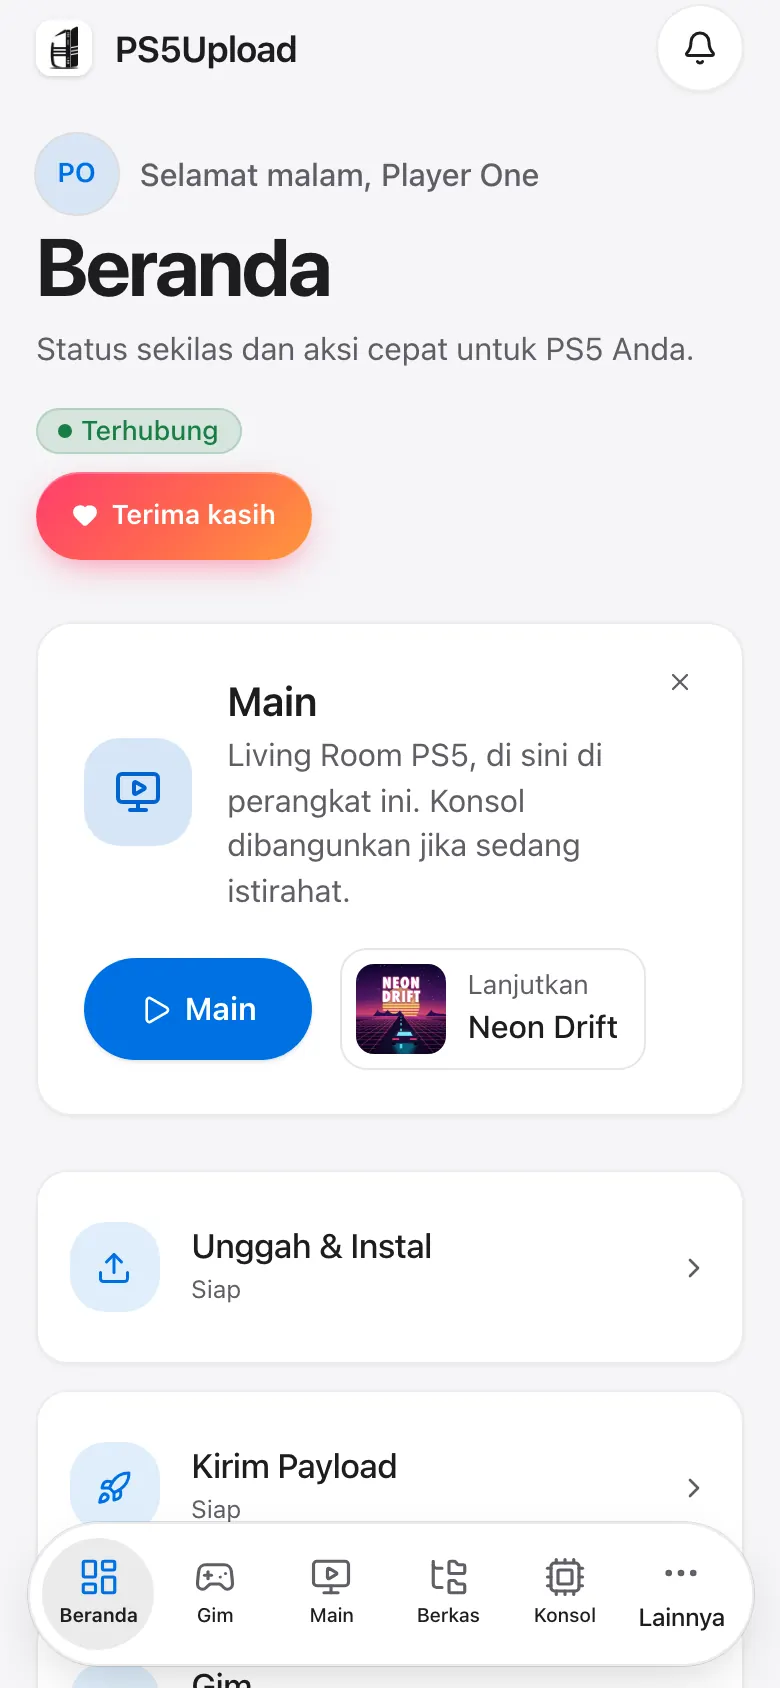 PS5Upload
PO
Selamat malam, Player One
Beranda
Status sekilas dan aksi cepat untuk PS5 Anda.
Terhubung
Terima kasih
Main
Living Room PS5, di sini di
perangkat ini. Konsol
dibangunkan jika sedang
istirahat.
Main
NEON
DRIFT
Lanjutkan
Neon Drift
Unggah & Instal
Siap
Kirim Payload
Siap
Beranda
Gim
Main
Berkas
Konsol
Lainnya
Gim